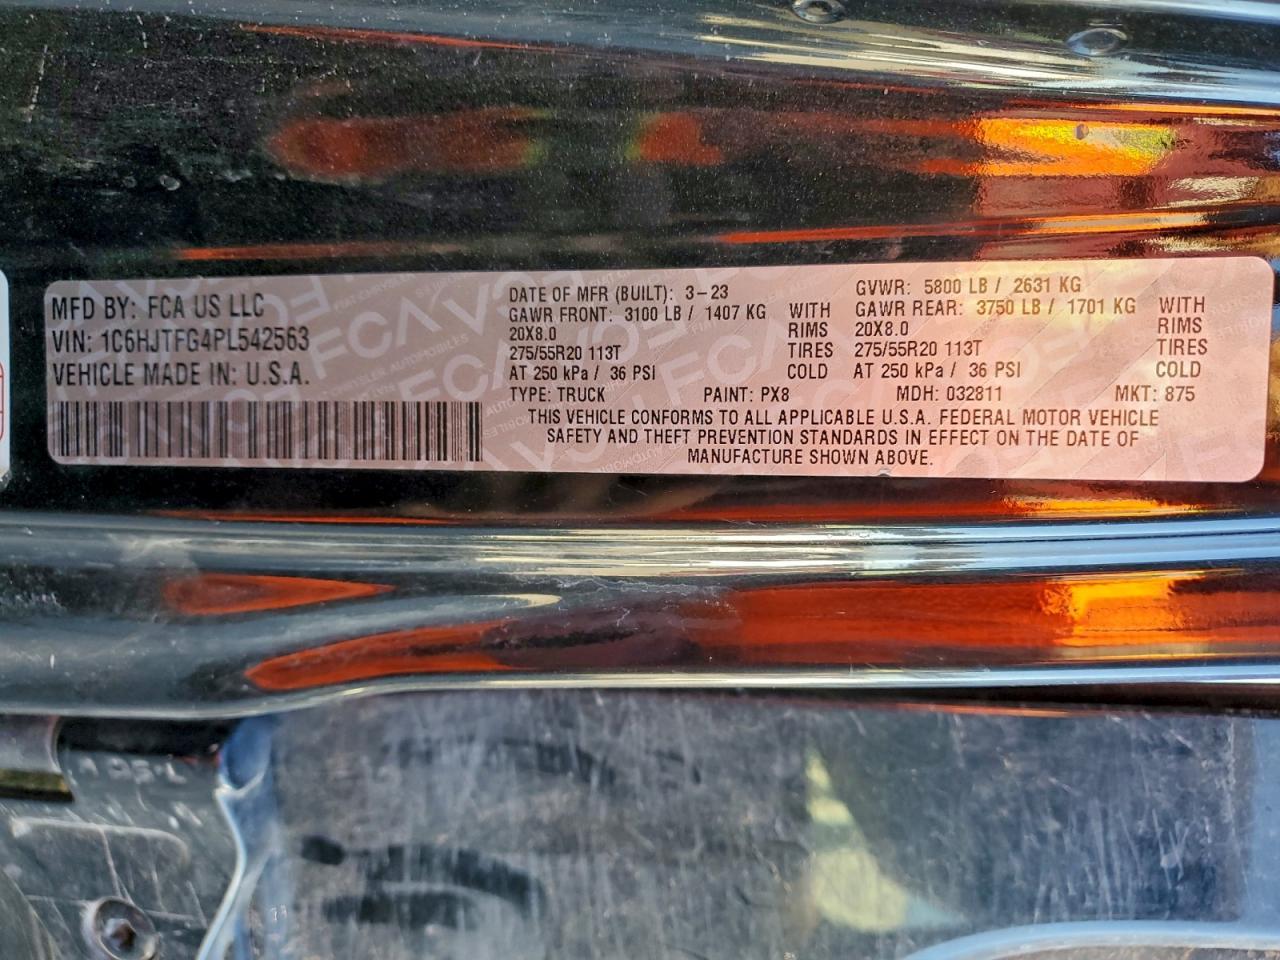 MFD BY: FCA US LLC
VIN: 1C6HJTFG4PL542563
VEHICLE MADE IN: U.S.A.
DATE OF MFR (BUILT): 3-23
GAWR FRONT: 3100 LB / 1407 KG WITH
20X8.0 RIMS
275/55R20 113T TIRES
AT 250 kPa / 36 PSI COLD
GVWR: 5800 LB / 2631 KG
GAWR REAR: 3750 LB / 1701 KG WITH
20X8.0 RIMS
275/55R20 113T TIRES
AT 250 kPa / 36 PSI COLD
TYPE: TRUCK PAINT: PX8 MDH: 032811 MKT: 875
THIS VEHICLE CONFORMS TO ALL APPLICABLE U.S.A. FEDERAL MOTOR VEHICLE
SAFETY AND THEFT PREVENTION STANDARDS IN EFFECT ON THE DATE OF
MANUFACTURE SHOWN ABOVE.